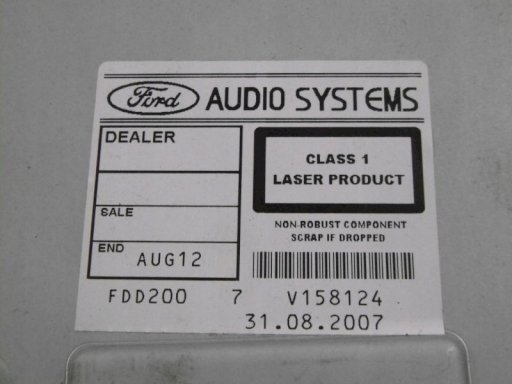 Ford AUDIO SYSTEMS
DEALER
CLASS 1
LASER PRODUCT
SALE
NON-ROBUST COMPONENT
SCRAP IF DROPPED
END AUG12
FDD200 7 V158124
31.08.2007